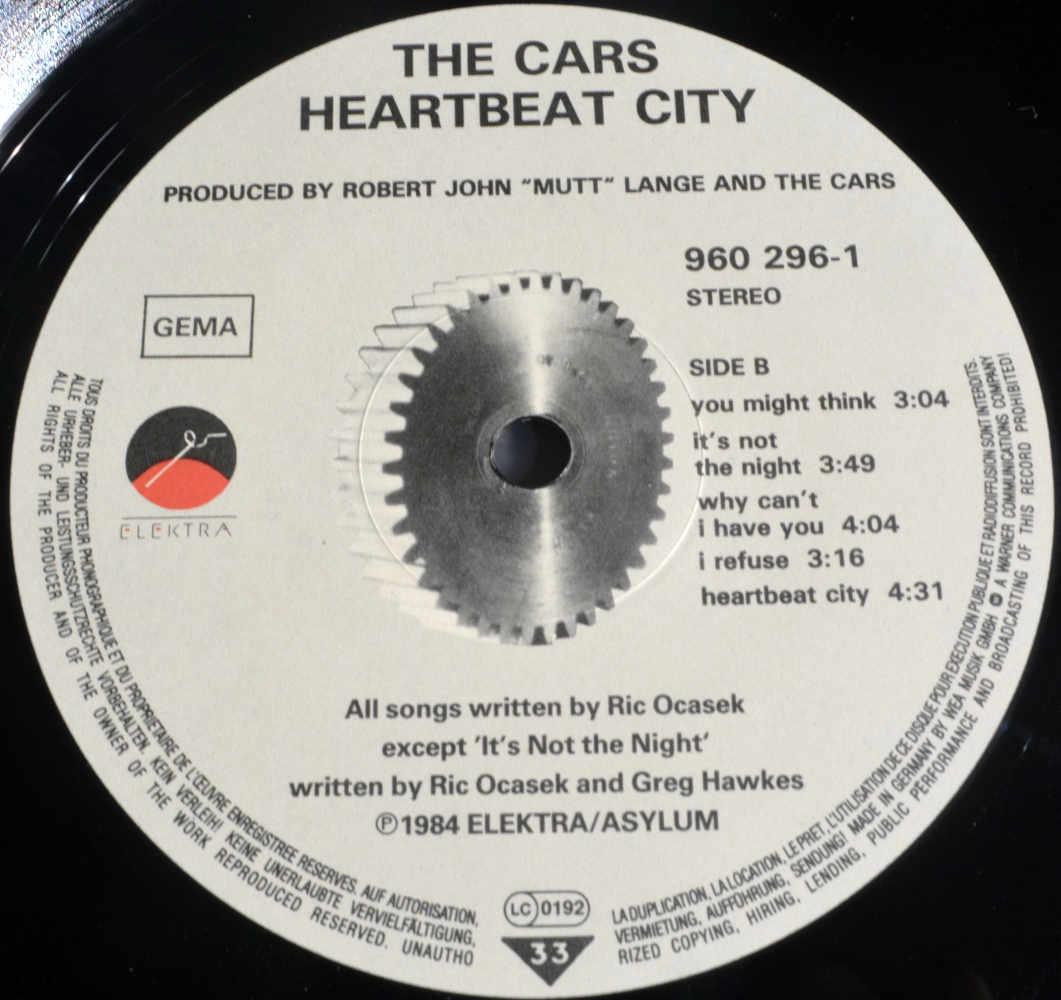 THE CARS
HEARTBEAT CITY
PRODUCED BY ROBERT JOHN "MUTT" LANGE AND THE CARS
960 296-1
STEREO
GEMA
SIDE B
you might think 3:04
it's not
the night 3:49
why can't
i have you 4:04
i refuse 3:16
heartbeat city 4:31
ELEKTRA
All songs written by Ric Ocasek
except 'It's Not the Night'
written by Ric Ocasek and Greg Hawkes
℗1984 ELEKTRA/ASYLUM
LC 0192
33
TOUS DROITS DU PRODUCTEUR PHONOGRAPHIQUE ET DU PROPRIETAIRE DE L'ŒUVRE ENREGISTREE RESERVES. AUF AUTORISATION,
ALLE URHEBER- UND LEISTUNGSSCHUTZRECHTE VORBEHALTEN. KEIN VERLEIH! KEINE UNERLAUBTE VERVIELFÄLTIGUNG,
ALL RIGHTS OF THE PRODUCER AND OF THE OWNER OF THE WORK REPRODUCED RESERVED. UNAUTHO
LA DUPLICATION, LA LOCATION, LE PRET, L'UTILISATION DE CE DISQUE POUR EXECUTION PUBLIQUE ET RADIODIFFUSION SONT INTERDITS.
VERMIETUNG, AUFFÜHRUNG, SENDUNG! MADE IN GERMANY BY WEA MUSIK GMBH A WARNER COMMUNICATIONS COMPANY
RIZED COPYING, HIRING, LENDING, PUBLIC PERFORMANCE AND BROADCASTING OF THIS RECORD PROHIBITED!